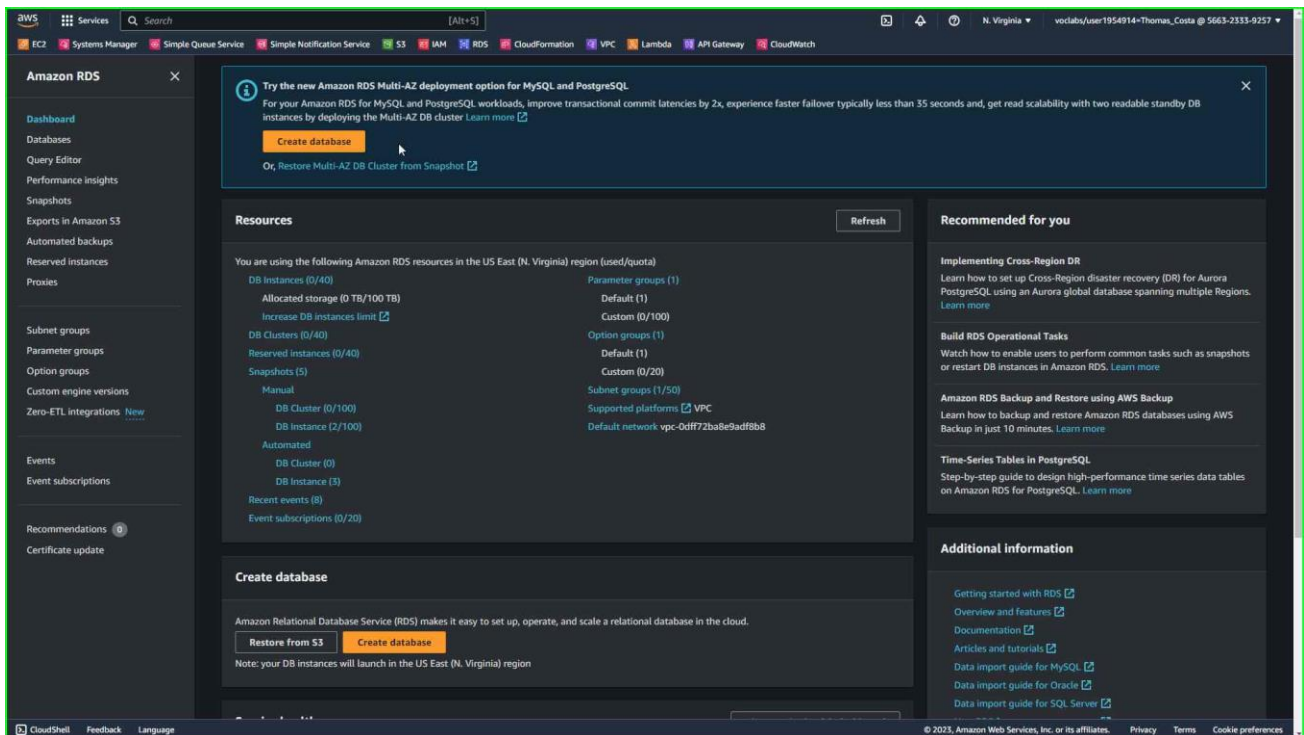 aws Services Search [Alt+S] N. Virginia voclabs/user1954914=Thomas_Costa @ 5663-2333-9257
EC2 Systems Manager Simple Queue Service Simple Notification Service S3 IAM RDS CloudFormation VPC Lambda API Gateway CloudWatch
Amazon RDS
Dashboard
Databases
Query Editor
Performance insights
Snapshots
Exports in Amazon S3
Automated backups
Reserved instances
Proxies
Subnet groups
Parameter groups
Option groups
Custom engine versions
Zero-ETL integrations New
Events
Event subscriptions
Recommendations 0
Certificate update
Try the new Amazon RDS Multi-AZ deployment option for MySQL and PostgreSQL
For your Amazon RDS for MySQL and PostgreSQL workloads, improve transactional commit latencies by 2x, experience faster failover typically less than 35 seconds and, get read scalability with two readable standby DB
instances by deploying the Multi-AZ DB cluster Learn more
Create database
Or, Restore Multi-AZ DB Cluster from Snapshot
Resources
Refresh
You are using the following Amazon RDS resources in the US East (N. Virginia) region (used/quota)
DB Instances (0/40)
Allocated storage (0 TB/100 TB)
Increase DB instances limit
DB Clusters (0/40)
Reserved instances (0/40)
Snapshots (5)
Manual
DB Cluster (0/100)
DB Instance (2/100)
Automated
DB Cluster (0)
DB Instance (3)
Recent events (8)
Event subscriptions (0/20)
Parameter groups (1)
Default (1)
Custom (0/100)
Option groups (1)
Default (1)
Custom (0/20)
Subnet groups (1/50)
Supported platforms VPC
Default network vpc-0dff72ba8e9adf8b8
Create database
Amazon Relational Database Service (RDS) makes it easy to set up, operate, and scale a relational database in the cloud.
Restore from S3 Create database
Note: your DB instances will launch in the US East (N. Virginia) region
Recommended for you
Implementing Cross-Region DR
Learn how to set up Cross-Region disaster recovery (DR) for Aurora
PostgreSQL using an Aurora global database spanning multiple Regions.
Learn more
Build RDS Operational Tasks
Watch how to enable users to perform common tasks such as snapshots
or restart DB instances in Amazon RDS. Learn more
Amazon RDS Backup and Restore using AWS Backup
Learn how to backup and restore Amazon RDS databases using AWS
Backup in just 10 minutes. Learn more
Time-Series Tables in PostgreSQL
Step-by-step guide to design high-performance time series data tables
on Amazon RDS for PostgreSQL. Learn more
Additional information
Getting started with RDS
Overview and features
Documentation
Articles and tutorials
Data import guide for MySQL
Data import guide for Oracle
Data import guide for SQL Server
CloudShell Feedback Language © 2023, Amazon Web Services, Inc. or its affiliates. Privacy Terms Cookie preferences